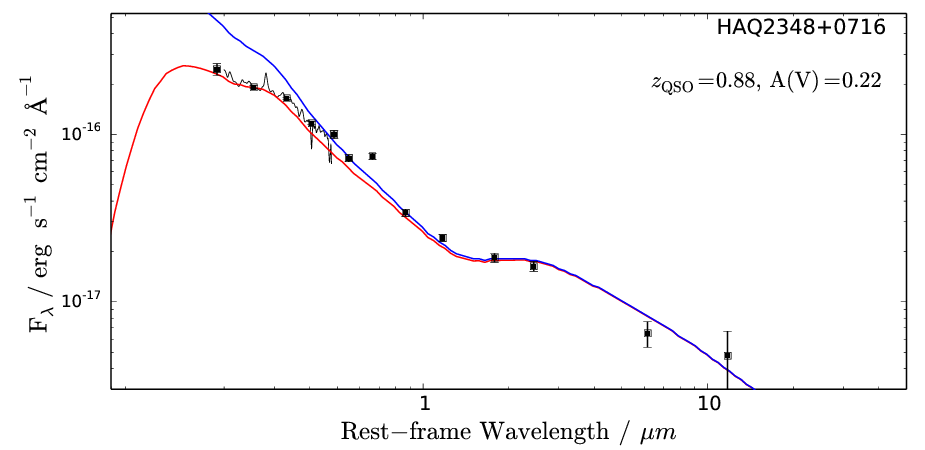 HAQ2348+0716
z_QSO=0.88, A(V)=0.22
10^-16
10^-17
F_λ / erg s^−1 cm^−2 Å^−1
1 10
Rest−frame Wavelength / μm